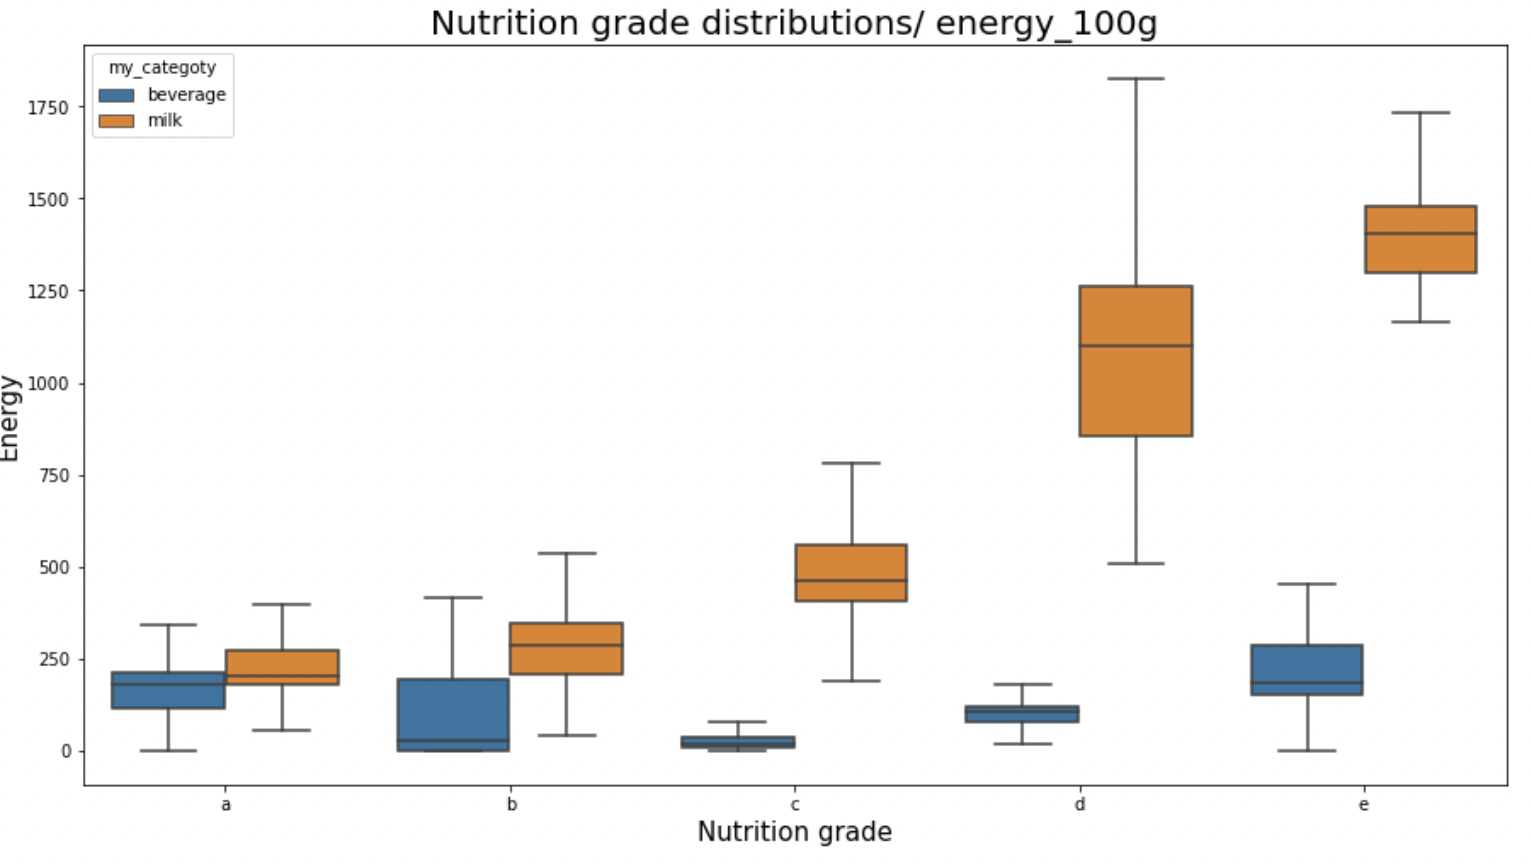 Nutrition grade distributions/ energy_100g
my_categoty
beverage
milk
1750
1500
1250
1000
750
500
250
0
Energy
a b c d e
Nutrition grade